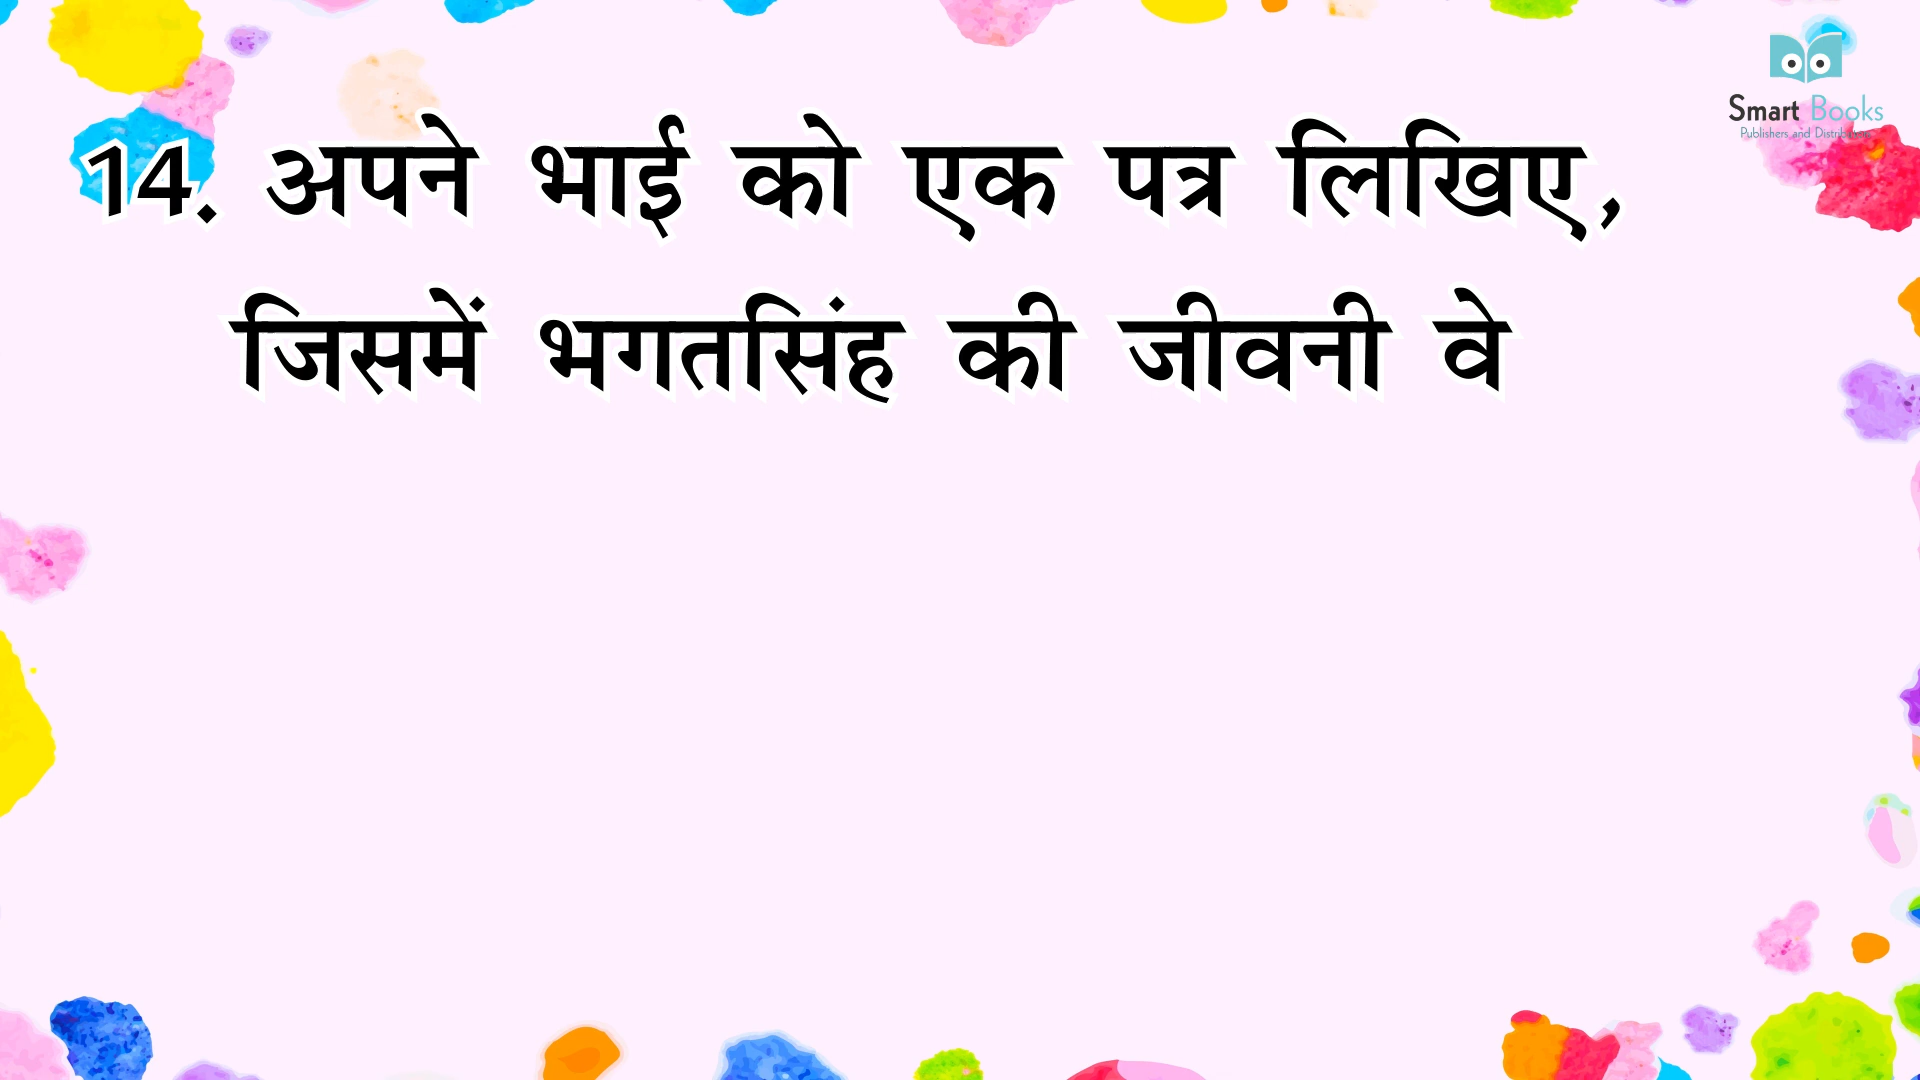 Smart Books
Publishers and Distributors
14. अपने भाई को एक पत्र लिखिए,
जिसमें भगतसिंह की जीवनी वे